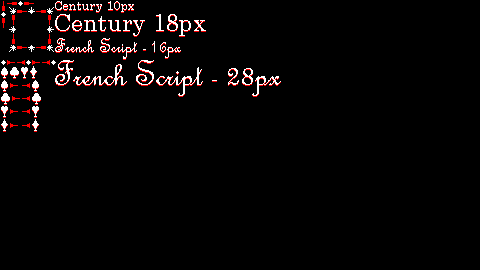 Century 10px
Century 18px
French Script - 16px
French Script - 28px